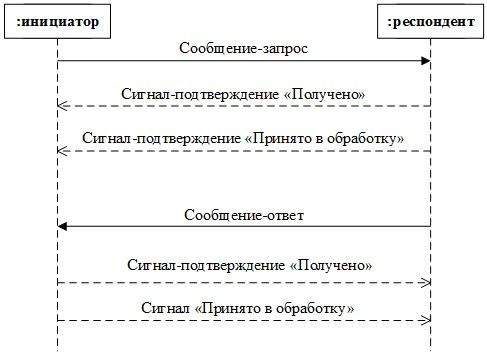 :инициатор
:респондент
Сообщение-запрос
Сигнал-подтверждение «Получено»
Сигнал-подтверждение «Принято в обработку»
Сообщение-ответ
Сигнал-подтверждение «Получено»
Сигнал «Принято в обработку»